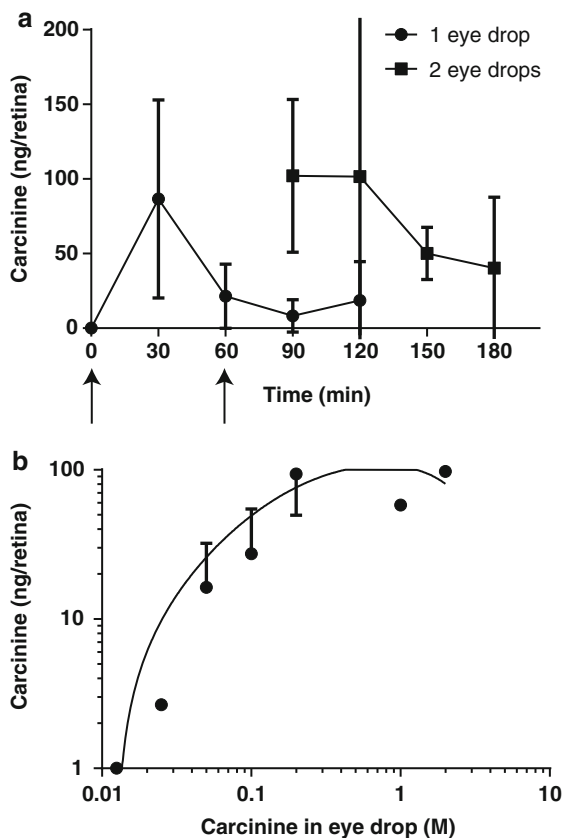 a
200
150
100
50
0
Carcinine (ng/retina)
1 eye drop
2 eye drops
0 30 60 90 120 150 180
Time (min)
b
100
10
1
Carcinine (ng/retina)
0.01 0.1 1 10
Carcinine in eye drop (M)